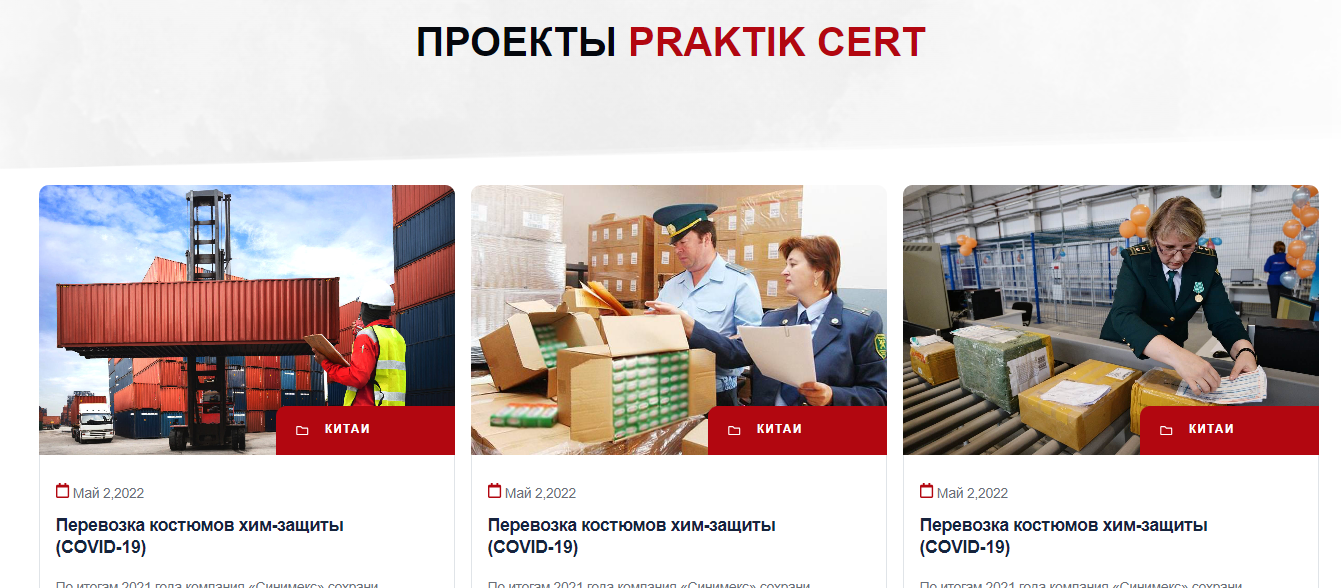 ПРОЕКТЫ PRAKTIK CERT
КИТАИ
КИТАИ
КИТАИ
Май 2,2022
Май 2,2022
Май 2,2022
Перевозка костюмов хим-защиты
(COVID-19)
Перевозка костюмов хим-защиты
(COVID-19)
Перевозка костюмов хим-защиты
(COVID-19)
По итогам 2021 года компания «Синимекс» сохрани
По итогам 2021 года компания «Синимекс» сохрани
По итогам 2021 года компания «Синимекс» сохрани